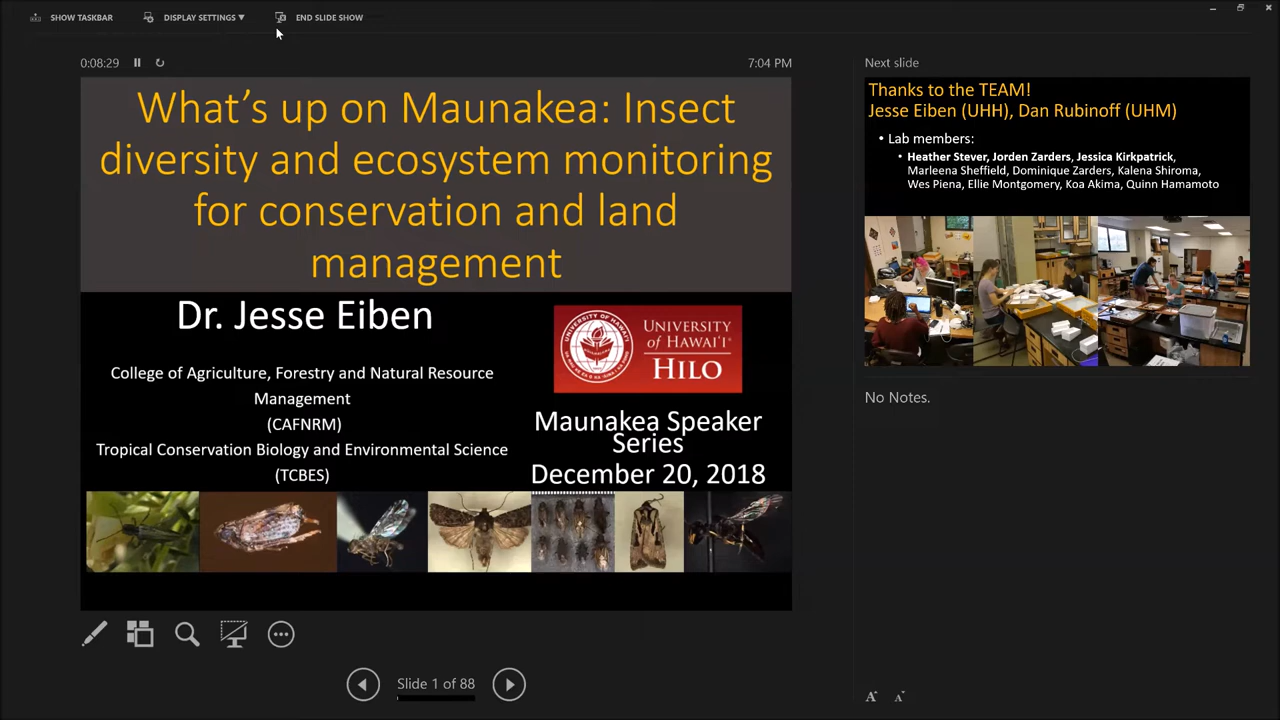 SHOW TASKBAR
DISPLAY SETTINGS ▼
END SLIDE SHOW
0:08:29
7:04 PM
What's up on Maunakea: Insect
diversity and ecosystem monitoring
for conservation and land
management
Dr. Jesse Eiben
College of Agriculture, Forestry and Natural Resource
Management
(CAFNRM)
Tropical Conservation Biology and Environmental Science
(TCBES)
UNIVERSITY
of HAWAI'I
HILO
Maunakea Speaker
Series
December 20, 2018
Slide 1 of 88
Next slide
Thanks to the TEAM!
Jesse Eiben (UHH), Dan Rubinoff (UHM)
• Lab members:
• Heather Stever, Jorden Zarders, Jessica Kirkpatrick,
Marleena Sheffield, Dominique Zarders, Kalena Shiroma,
Wes Piena, Ellie Montgomery, Koa Akima, Quinn Hamamoto
No Notes.
A A